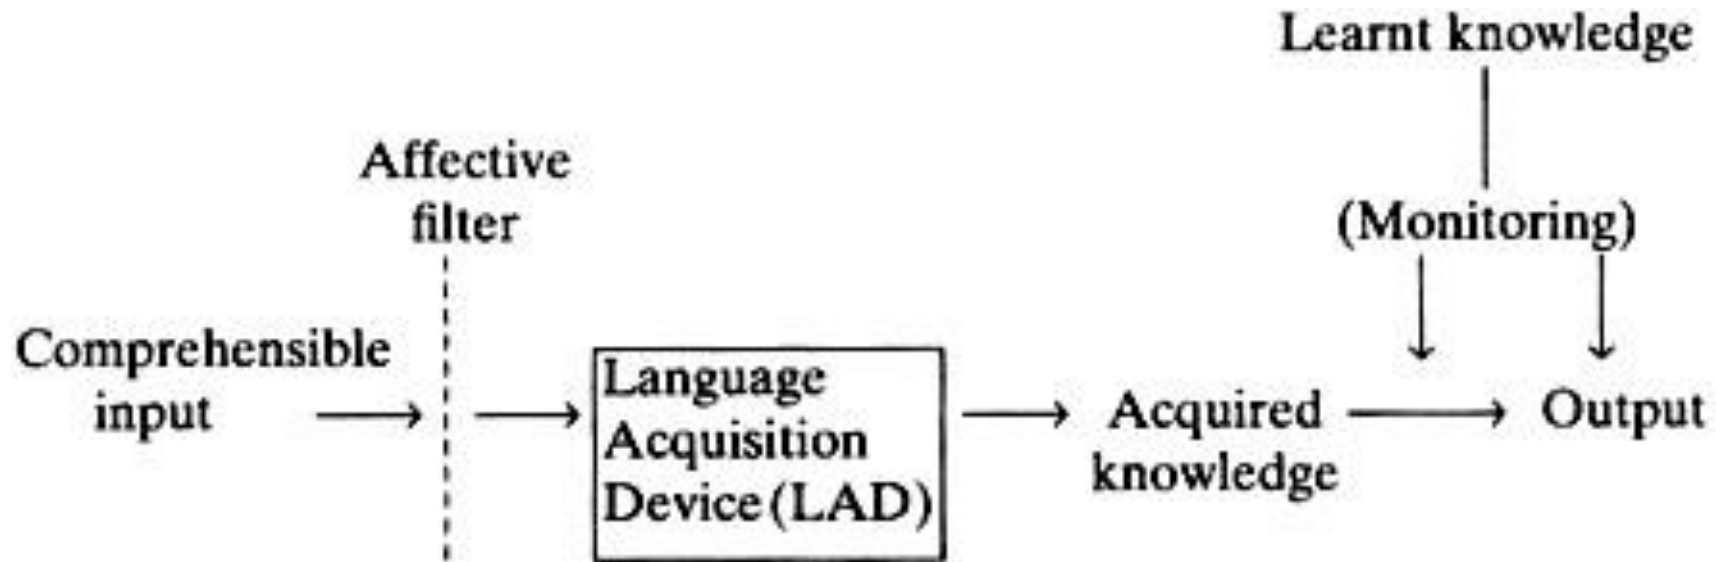 Learnt knowledge
Affective
filter
(Monitoring)
Comprehensible
input
Language
Acquisition
Device (LAD)
Acquired
knowledge
Output